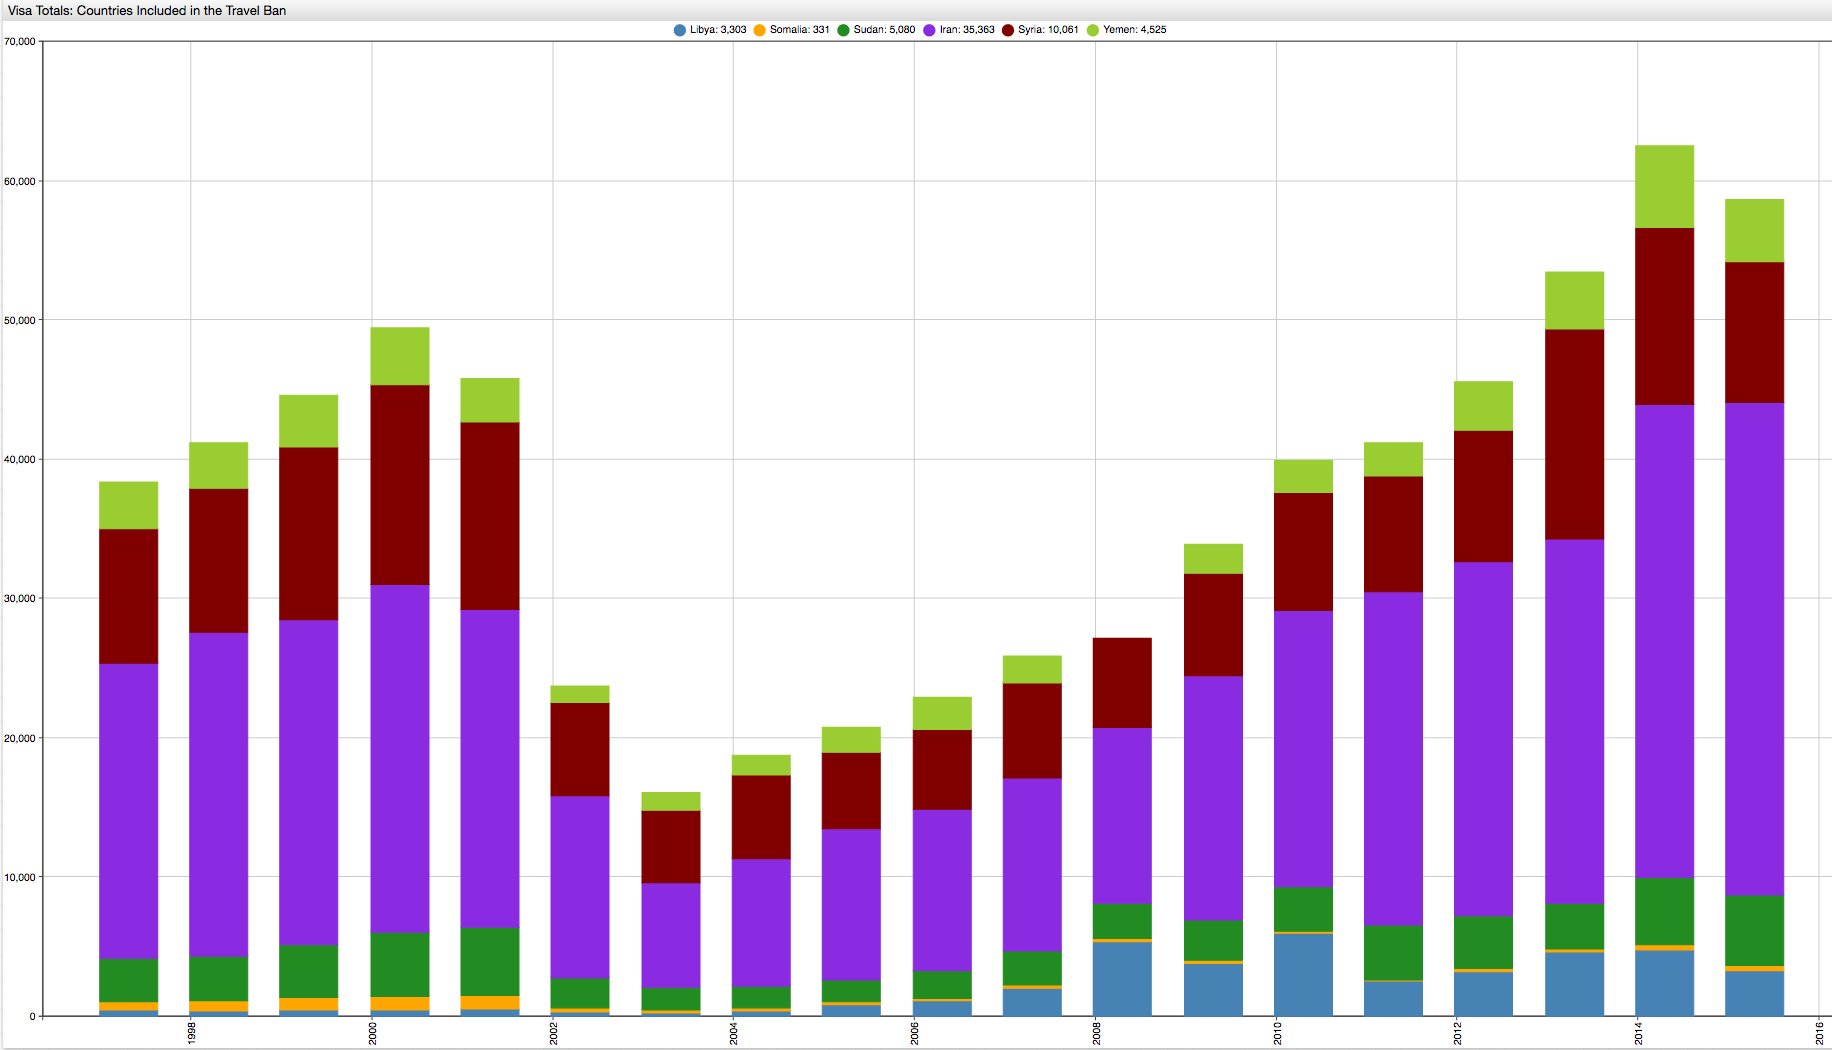 Visa Totals: Countries Included in the Travel Ban
Libya: 3,303 Somalia: 331 Sudan: 5,080 Iran: 35,363 Syria: 10,061 Yemen: 4,525
70,000
60,000
50,000
40,000
30,000
20,000
10,000
0
1998 2000 2002 2004 2006 2008 2010 2012 2014 2016